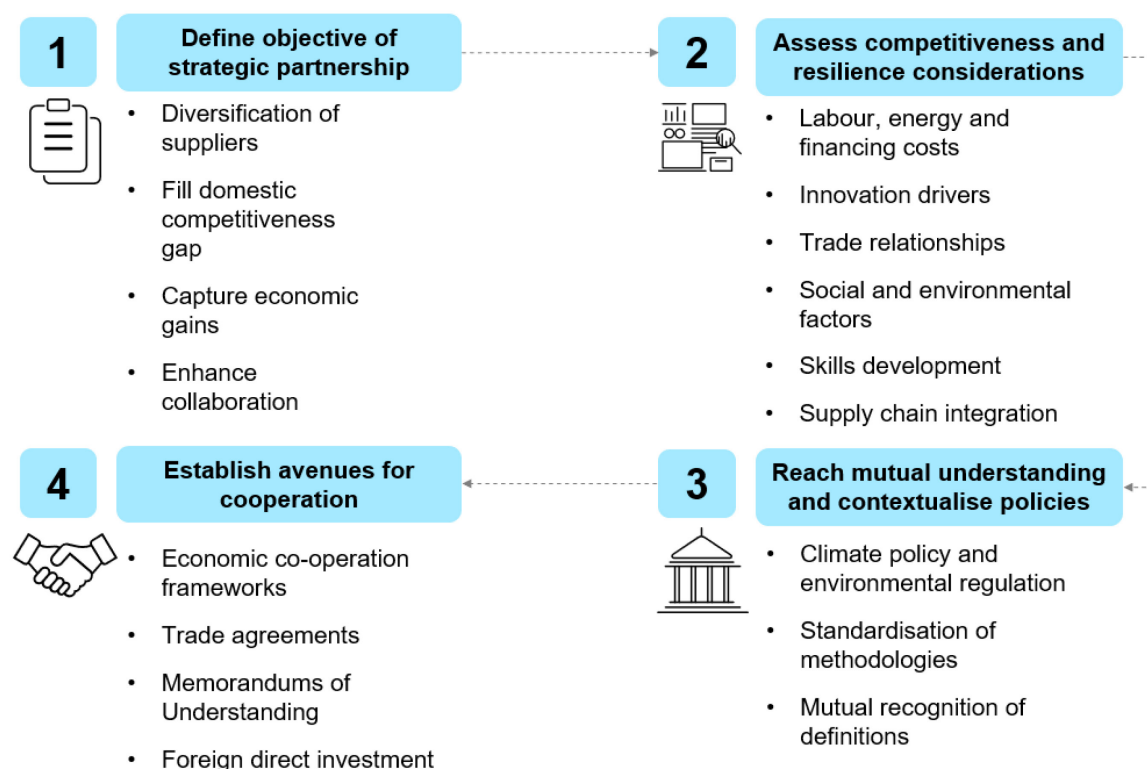 1
Define objective of
strategic partnership
• Diversification of
suppliers
• Fill domestic
competitiveness
gap
• Capture economic
gains
• Enhance
collaboration
2
Assess competitiveness and
resilience considerations
• Labour, energy and
financing costs
• Innovation drivers
• Trade relationships
• Social and environmental
factors
• Skills development
• Supply chain integration
3
Reach mutual understanding
and contextualise policies
• Climate policy and
environmental regulation
• Standardisation of
methodologies
• Mutual recognition of
definitions
4
Establish avenues for
cooperation
• Economic co-operation
frameworks
• Trade agreements
• Memorandums of
Understanding
• Foreign direct investment